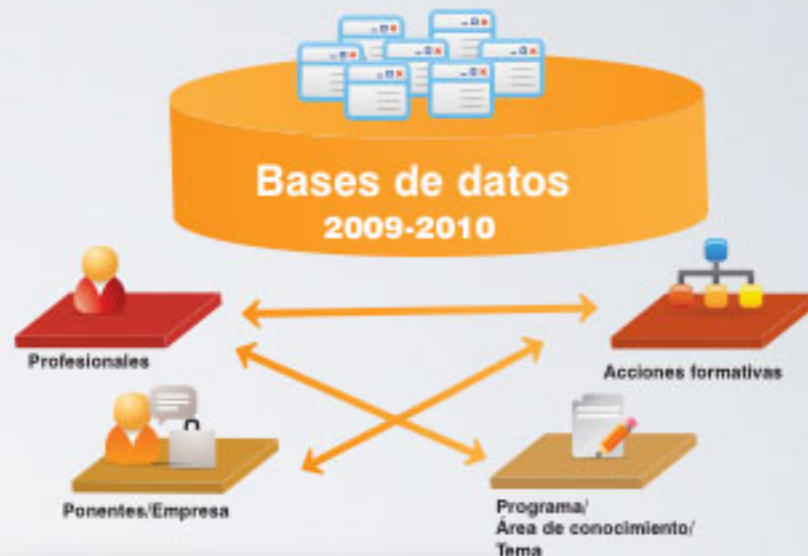 Bases de datos
2009-2010
Profesionales
Acciones formativas
Ponentes/Empresa
Programa/
Área de conocimiento/
Tema